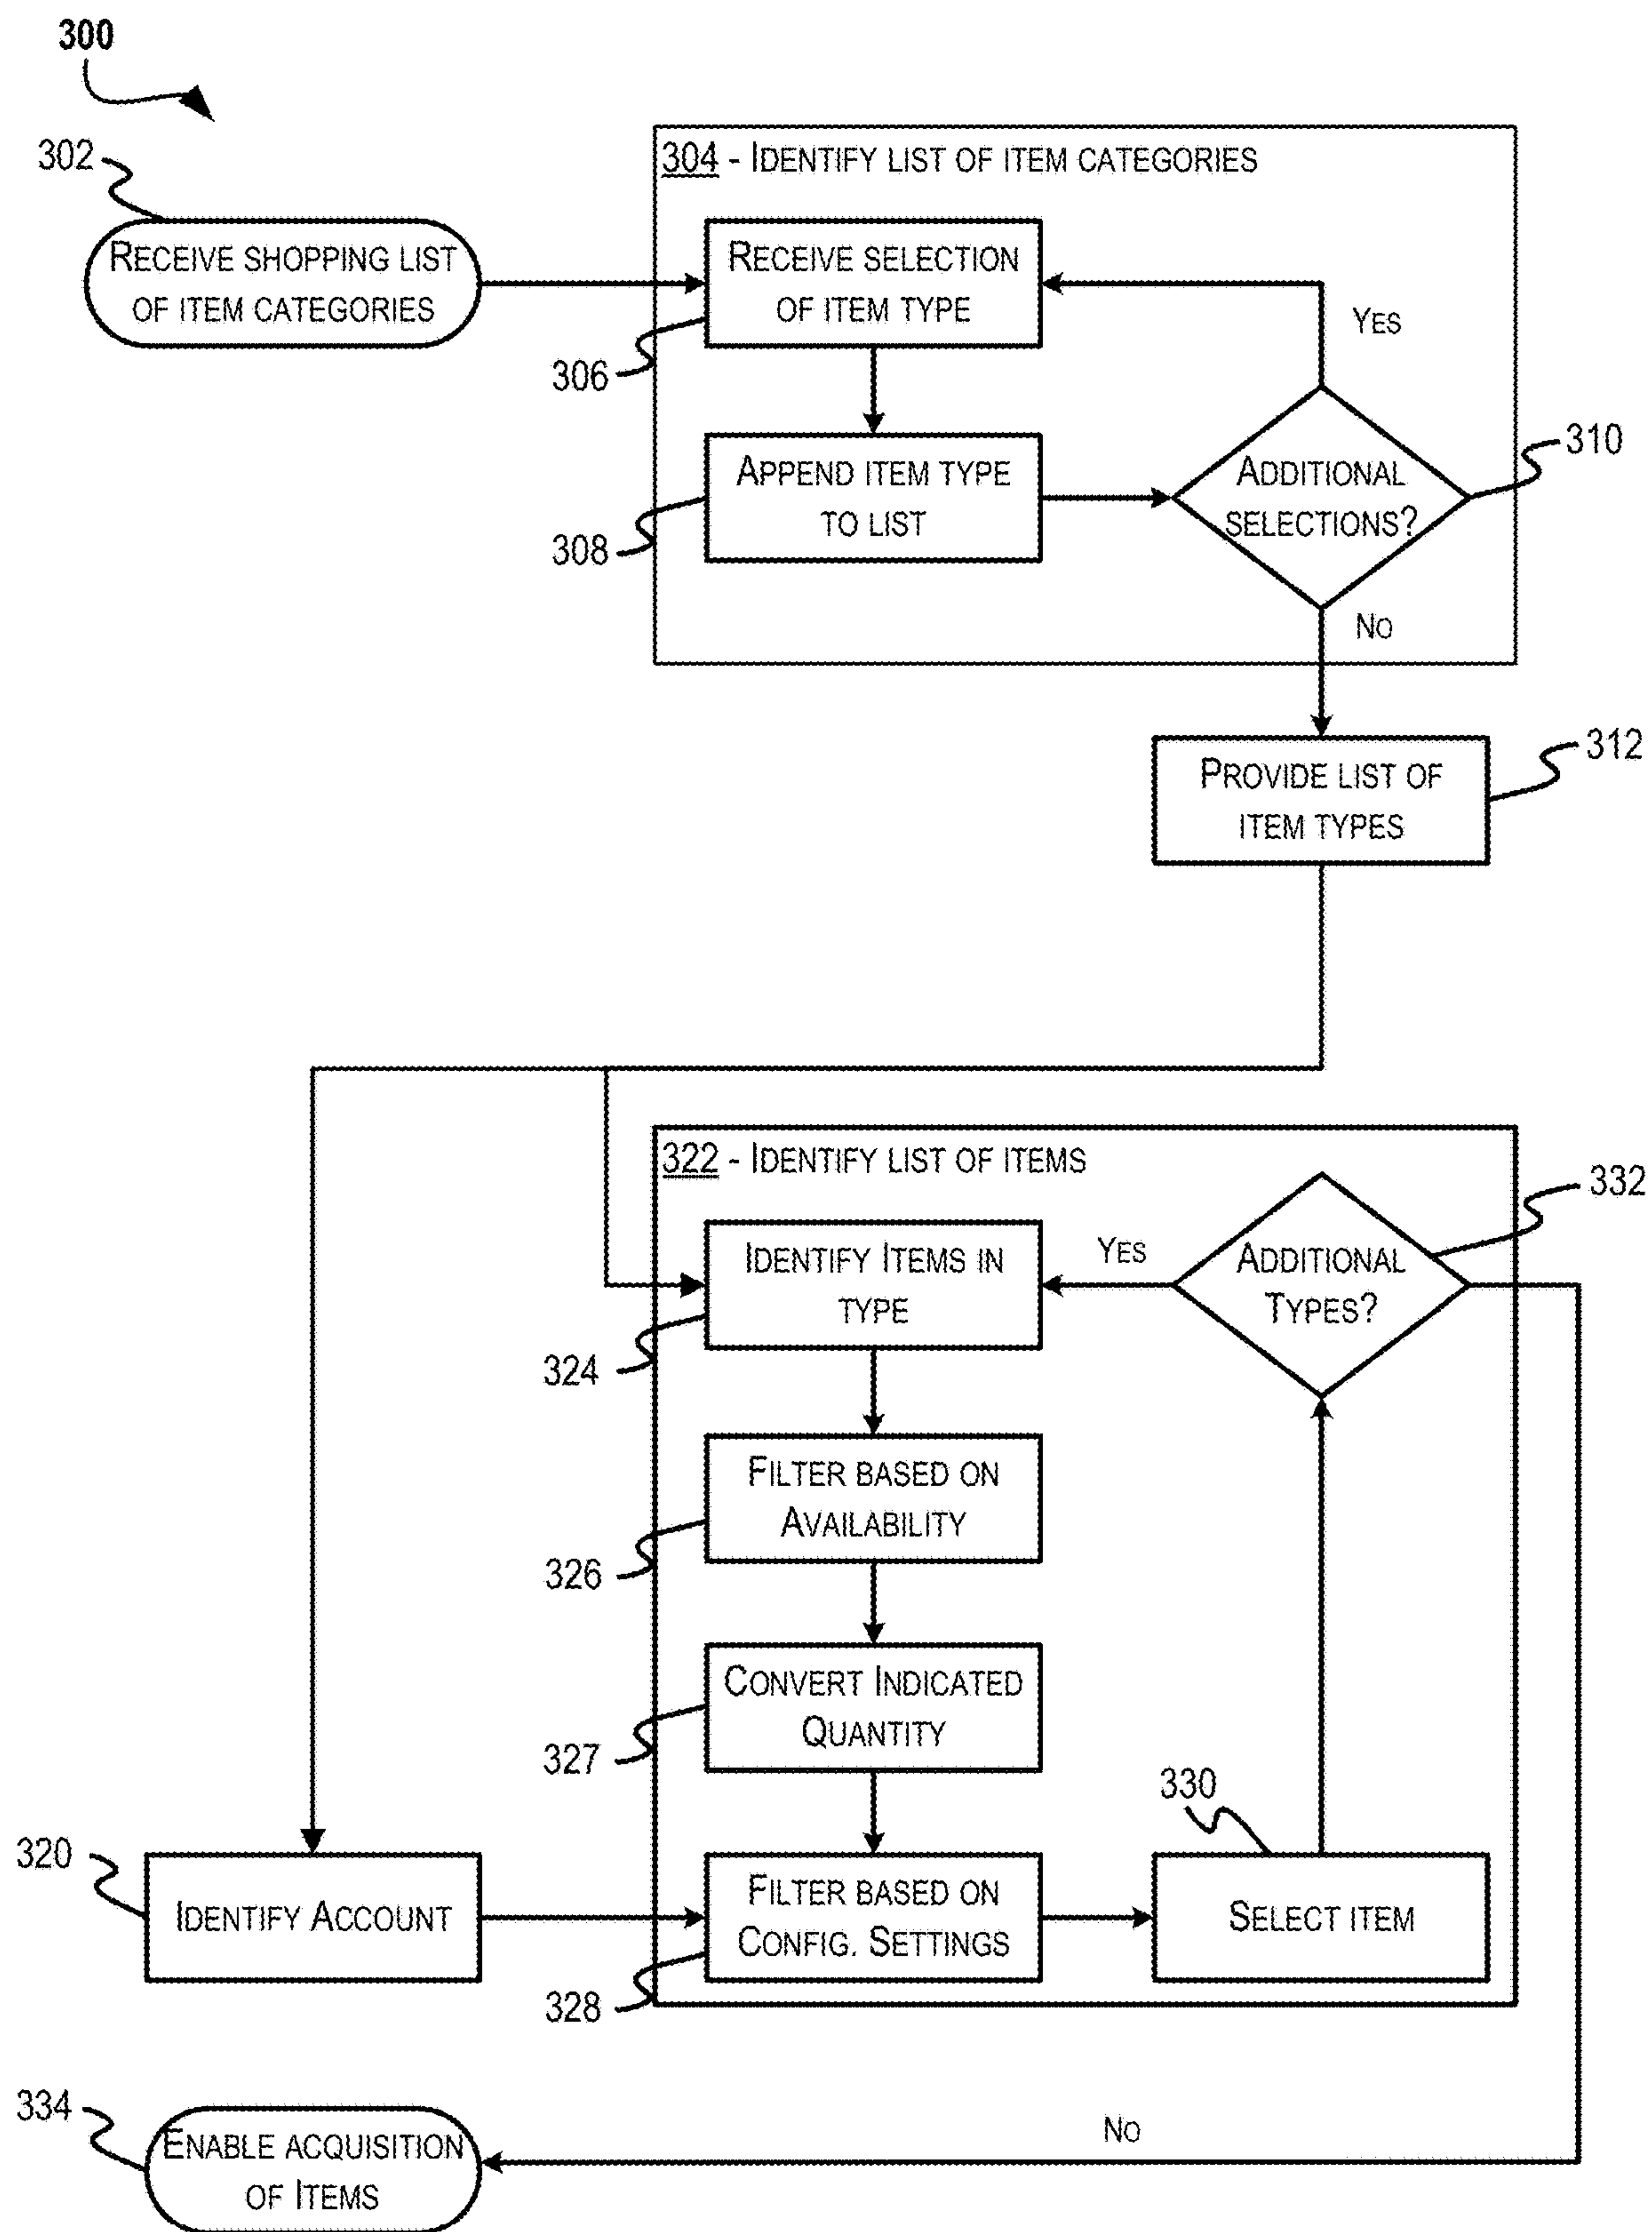 300
302
304 - IDENTIFY LIST OF ITEM CATEGORIES
RECEIVE SHOPPING LIST
OF ITEM CATEGORIES
RECEIVE SELECTION
OF ITEM TYPE
YES
306
310
APPEND ITEM TYPE
TO LIST
ADDITIONAL
SELECTIONS?
308
NO
312
PROVIDE LIST OF
ITEM TYPES
322 - IDENTIFY LIST OF ITEMS
332
IDENTIFY ITEMS IN
TYPE
YES
ADDITIONAL
TYPES?
324
FILTER BASED ON
AVAILABILITY
326
CONVERT INDICATED
QUANTITY
327
330
320
IDENTIFY ACCOUNT
FILTER BASED ON
CONFIG. SETTINGS
SELECT ITEM
328
334
ENABLE ACQUISITION
OF ITEMS
NO